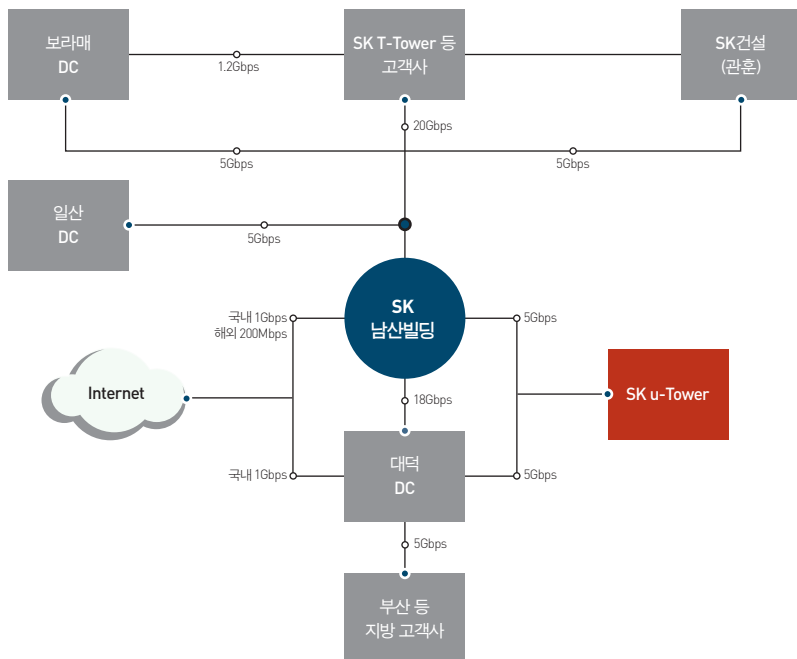 보라매
DC
1.2Gbps
SK T-Tower 등
고객사
SK건설
(관훈)
20Gbps
5Gbps
5Gbps
일산
DC
5Gbps
SK
남산빌딩
국내 1Gbps
해외 200Mbps
5Gbps
Internet
SK u-Tower
18Gbps
대덕
DC
국내 1Gbps
5Gbps
5Gbps
부산 등
지방 고객사